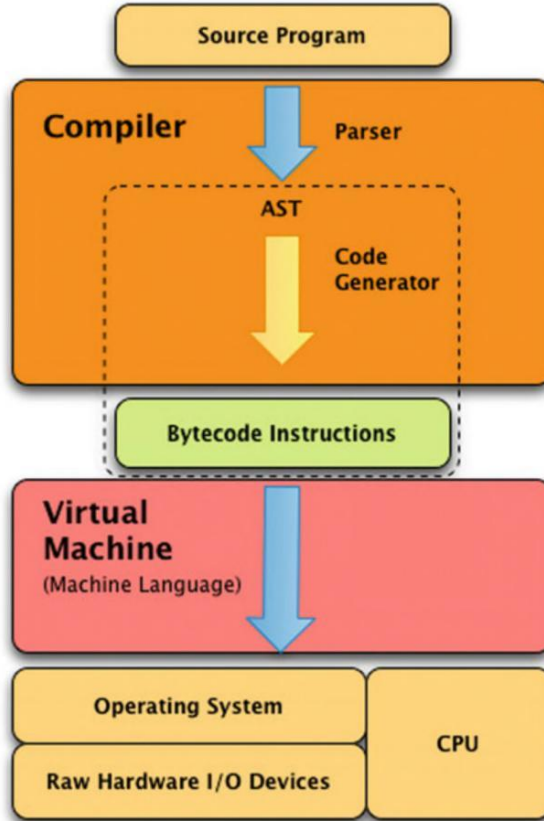 Source Program
Compiler
Parser
AST
Code
Generator
Bytecode Instructions
Virtual
Machine
(Machine Language)
Operating System
CPU
Raw Hardware I/O Devices